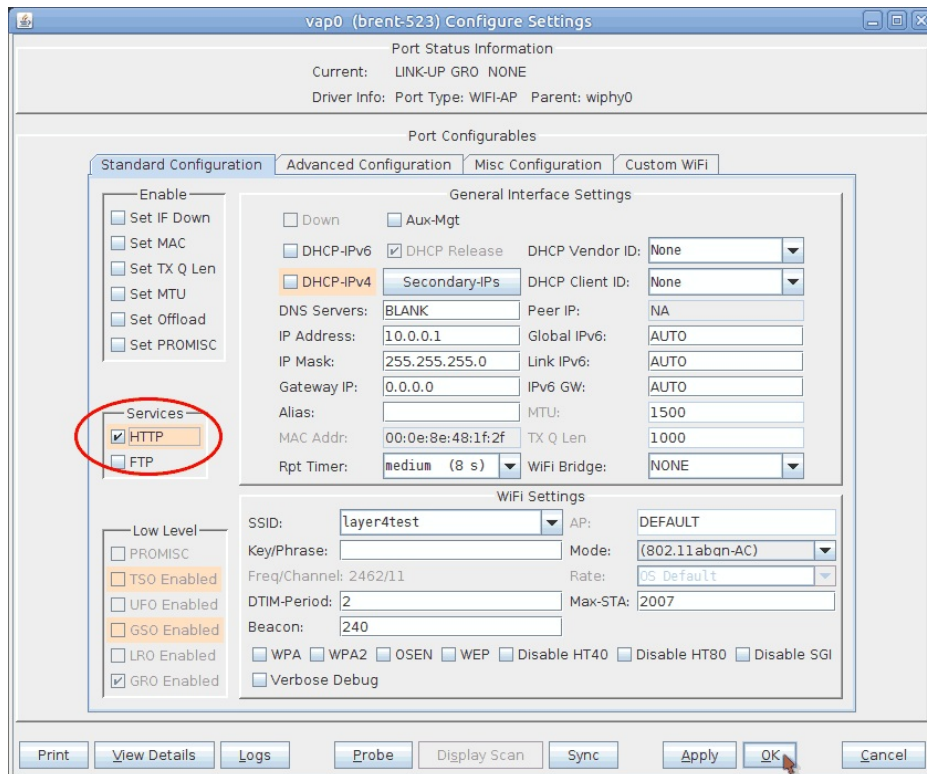 vap0 (brent-523) Configure Settings
Port Status Information
Current: LINK-UP GRO NONE
Driver Info: Port Type: WIFI-AP Parent: wiphy0
Port Configurables
Standard Configuration Advanced Configuration Misc Configuration Custom WiFi
Enable
Set IF Down
Set MAC
Set TX Q Len
Set MTU
Set Offload
Set PROMISC
Services
HTTP
FTP
Low Level
PROMISC
TSO Enabled
UFO Enabled
GSO Enabled
LRO Enabled
GRO Enabled
General Interface Settings
Down Aux-Mgt
DHCP-IPv6 DHCP Release DHCP Vendor ID: None
DHCP-IPv4 Secondary-IPs DHCP Client ID: None
DNS Servers: BLANK Peer IP: NA
IP Address: 10.0.0.1 Global IPv6: AUTO
IP Mask: 255.255.255.0 Link IPv6: AUTO
Gateway IP: 0.0.0.0 IPv6 GW: AUTO
Alias: MTU: 1500
MAC Addr: 00:0e:8e:48:1f:2f TX Q Len 1000
Rpt Timer: medium (8 s) WiFi Bridge: NONE
WiFi Settings
SSID: layer4test AP: DEFAULT
Key/Phrase: Mode: (802.11abgn-AC)
Freq/Channel: 2462/11 Rate: OS Default
DTIM-Period: 2 Max-STA: 2007
Beacon: 240
WPA WPA2 OSEN WEP Disable HT40 Disable HT80 Disable SGI
Verbose Debug
Print View Details Logs Probe Display Scan Sync Apply OK Cancel